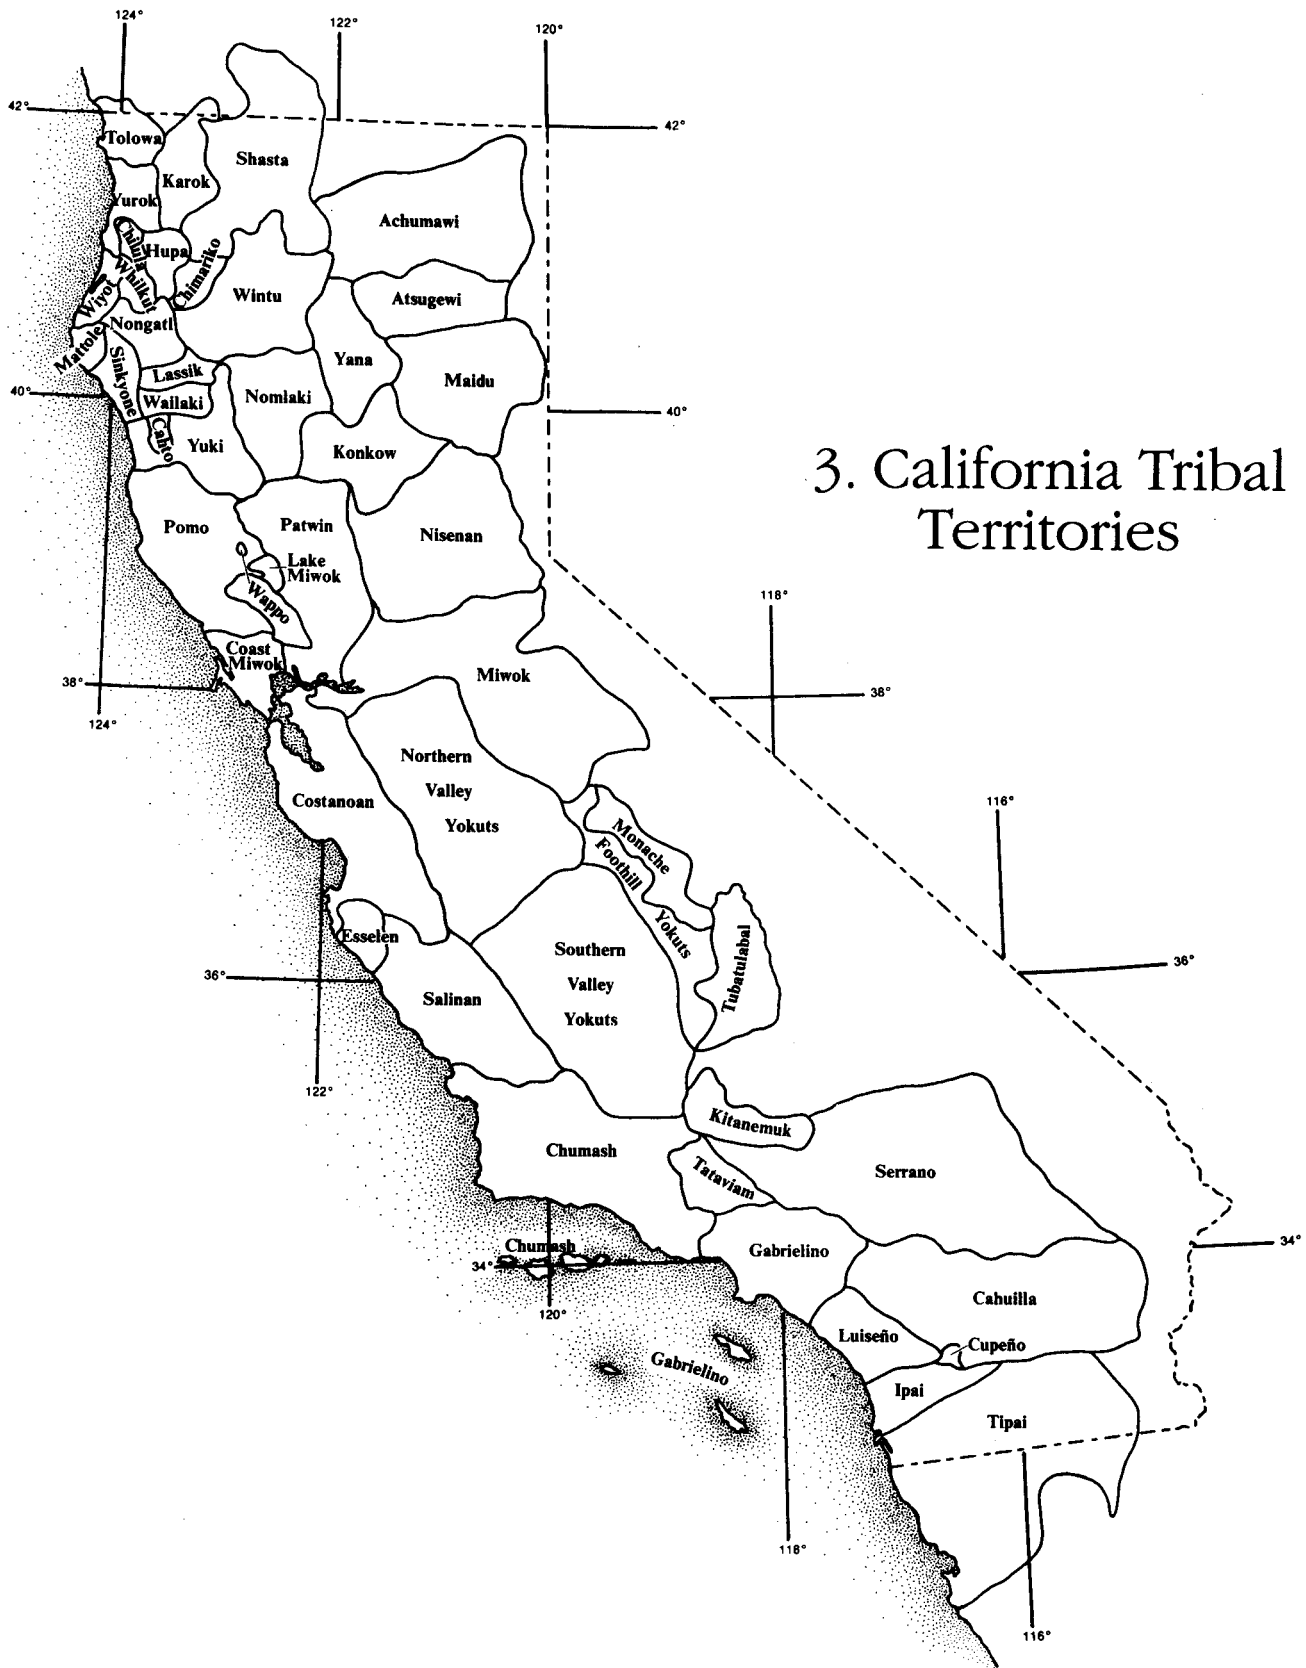 124°
122°
120°
42°
42°
Tolowa
Shasta
Karok
Yurok
Achumawi
Chilula
Hupa
Chimariko
Whilkut
Wiyot
Wintu
Atsugewi
Nongatl
Mattole
Sinkyone
Lassik
Yana
Maidu
40°
Wailaki
Nomlaki
40°
Cahto
Yuki
Konkow
3. California Tribal
Territories
Pomo
Patwin
Nisenan
Lake
Miwok
Wappo
118°
Coast
Miwok
Miwok
38°
38°
124°
Northern
Valley
Yokuts
Costanoan
116°
Monache
Foothill
Yokuts
Esselen
Southern
Valley
Yokuts
Tubatulabal
36°
36°
Salinan
122°
Kitanemuk
Chumash
Tataviam
Serrano
Chumash
Gabrielino
34°
34°
Cahuilla
120°
Luiseño
Cupeño
Gabrielino
Ipai
Tipai
118°
116°